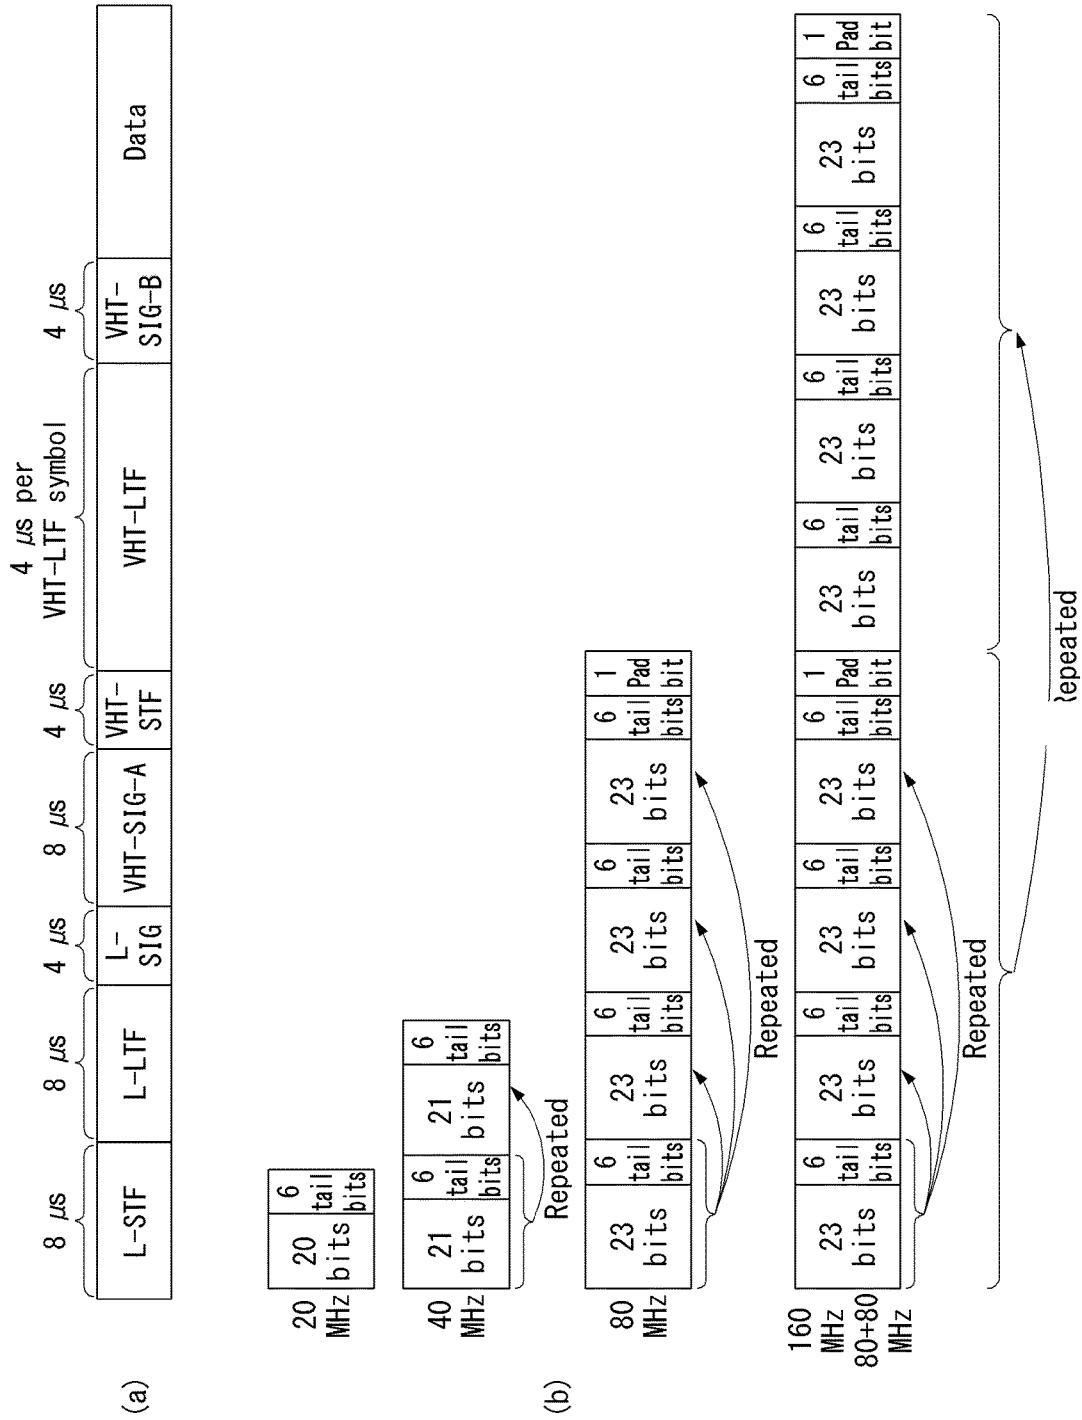 (a)
4 μs per
VHT-LTF symbol
8 μs
8 μs
4 μs
8 μs
4 μs
4 μs
L-STF
L-LTF
L-
SIG
VHT-SIG-A
VHT-
STF
VHT-LTF
VHT-
SIG-B
Data
(b)
20
MHz
20
bits
6
tail
bits
40
MHz
21
bits
6
tail
bits
21
bits
6
tail
bits
Repeated
80
MHz
23
bits
6
tail
bits
23
bits
6
tail
bits
23
bits
6
tail
bits
23
bits
6
tail
bits
1
Pad
bit
Repeated
160
MHz
80+80
MHz
23
bits
6
tail
bits
23
bits
6
tail
bits
23
bits
6
tail
bits
23
bits
6
tail
bits
1
Pad
bit
23
bits
6
tail
bits
23
bits
6
tail
bits
23
bits
6
tail
bits
23
bits
6
tail
bits
1
Pad
bit
Repeated
Repeated